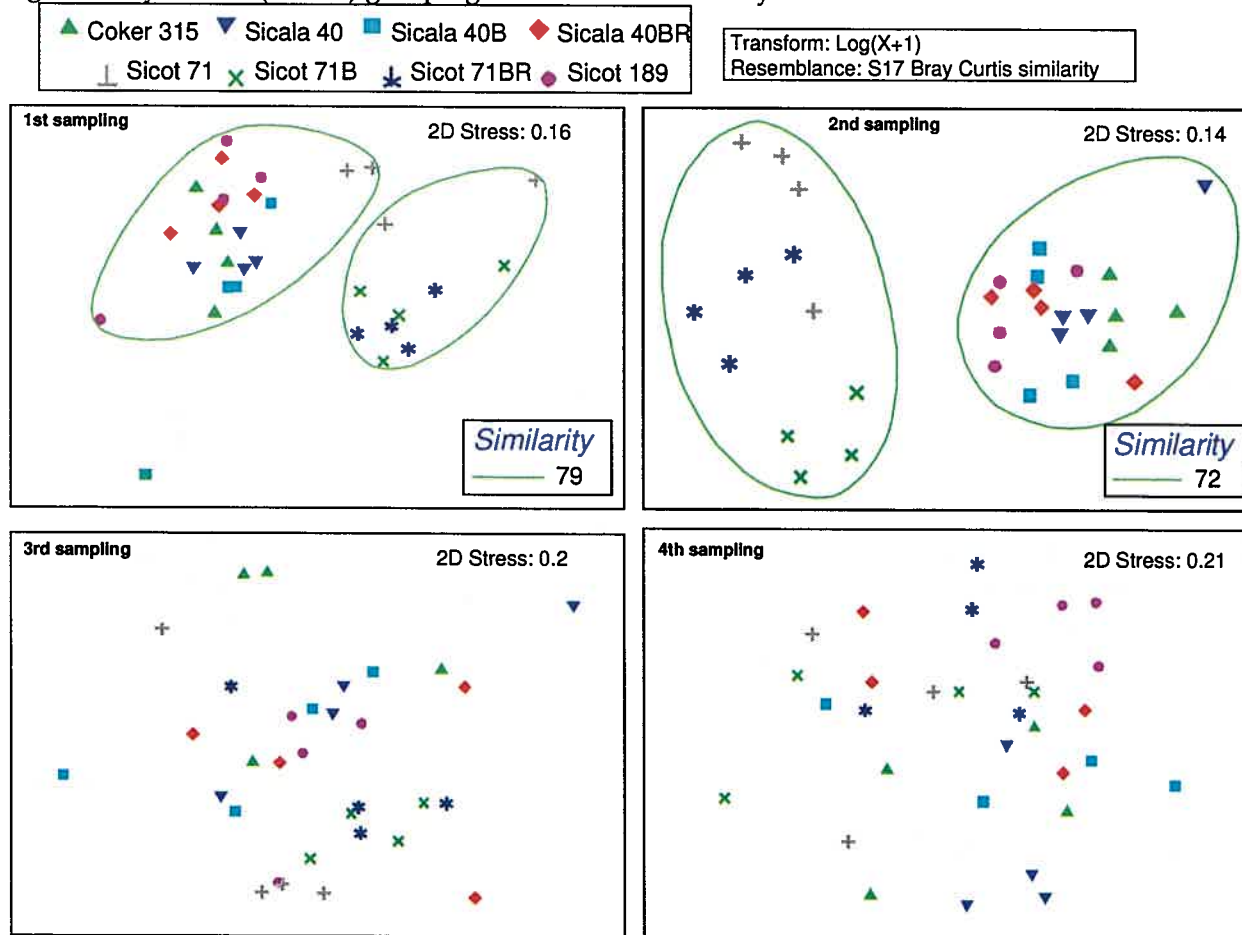 Coker 315 Sicala 40 Sicala 40B Sicala 40BR
Sicot 71 Sicot 71B Sicot 71BR Sicot 189
Transform: Log(X+1)
Resemblance: S17 Bray Curtis similarity
1st sampling
2D Stress: 0.16
Similarity
79
2nd sampling
2D Stress: 0.14
Similarity
72
3rd sampling
2D Stress: 0.2
4th sampling
2D Stress: 0.21